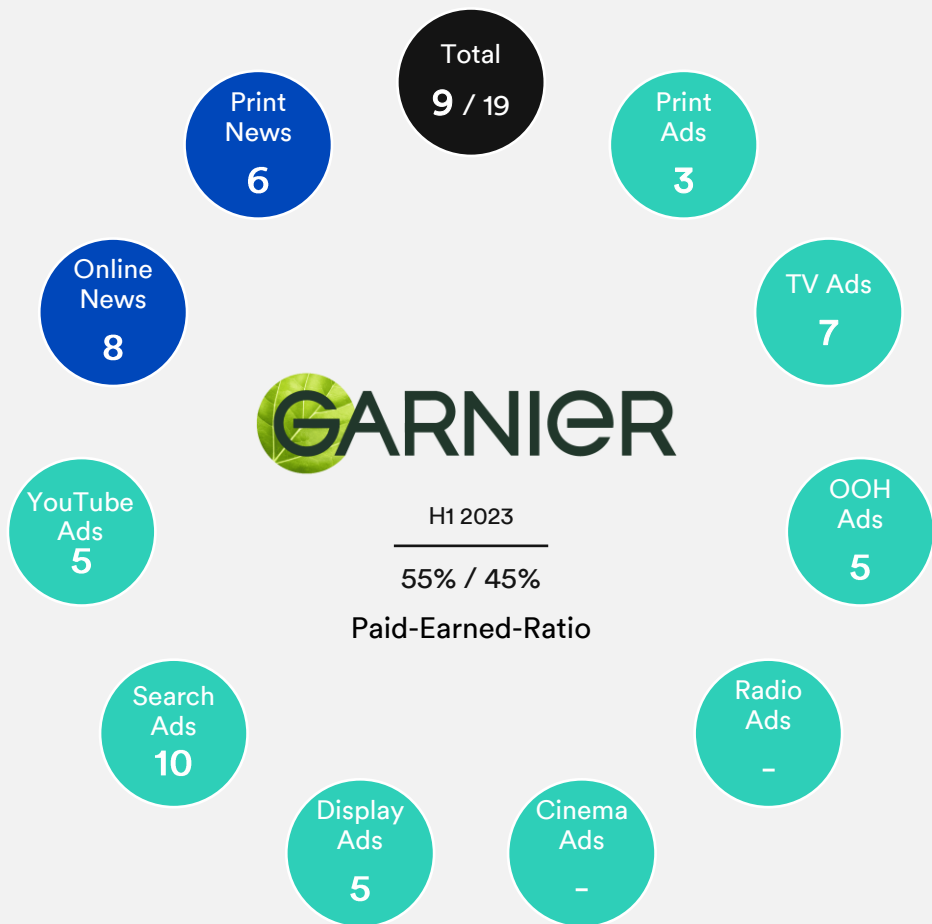 Total
9 / 19
Print
News
6
Print
Ads
3
Online
News
8
TV Ads
7
GARNIER
H1 2023
55% / 45%
Paid-Earned-Ratio
YouTube
Ads
5
OOH
Ads
5
Search
Ads
10
Radio
Ads
-
Display
Ads
5
Cinema
Ads
-